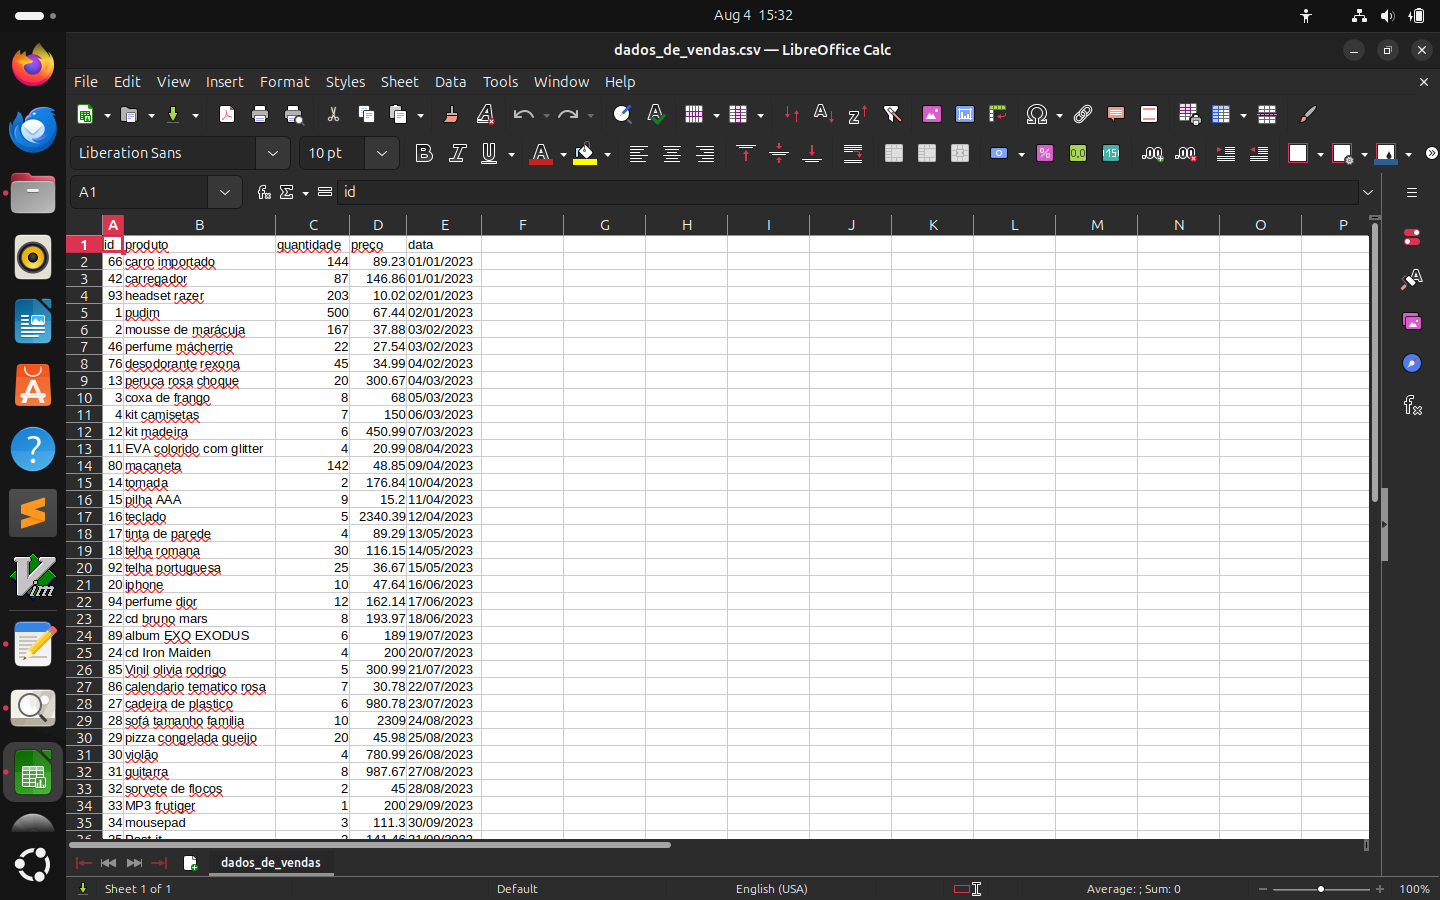 Aug 4 15:32
dados_de_vendas.csv — LibreOffice Calc
File Edit View Insert Format Styles Sheet Data Tools Window Help
Liberation Sans 10 pt
A1 id
A B C D E F G H I J K L M N O P
1 id produto quantidade preço data
2 66 carro importado 144 89.23 01/01/2023
3 42 carregador 87 146.86 01/01/2023
4 93 headset razer 203 10.02 02/01/2023
5 1 pudim 500 67.44 02/01/2023
6 2 mousse de marácuja 167 37.88 03/02/2023
7 46 perfume mácherrie 22 27.54 03/02/2023
8 76 desodorante rexona 45 34.99 04/02/2023
9 13 peruca rosa choque 20 300.67 04/03/2023
10 3 coxa de frango 8 68 05/03/2023
11 4 kit camisetas 7 150 06/03/2023
12 12 kit madeira 6 450.99 07/03/2023
13 11 EVA colorido com glitter 4 20.99 08/04/2023
14 80 macaneta 142 48.85 09/04/2023
15 14 tomada 2 176.84 10/04/2023
16 15 pilha AAA 9 15.2 11/04/2023
17 16 teclado 5 2340.39 12/04/2023
18 17 tinta de parede 4 89.29 13/05/2023
19 18 telha romana 30 116.15 14/05/2023
20 92 telha portuguesa 25 36.67 15/05/2023
21 20 iphone 10 47.64 16/06/2023
22 94 perfume dior 12 162.14 17/06/2023
23 22 cd bruno mars 8 193.97 18/06/2023
24 89 album EXO EXODUS 6 189 19/07/2023
25 24 cd Iron Maiden 4 200 20/07/2023
26 85 Vinil olivia rodrigo 5 300.99 21/07/2023
27 86 calendario tematico rosa 7 30.78 22/07/2023
28 27 cadeira de plastico 6 980.78 23/07/2023
29 28 sofá tamanho familia 10 2309 24/08/2023
30 29 pizza congelada queijo 20 45.98 25/08/2023
31 30 violão 4 780.99 26/08/2023
32 31 guitarra 8 987.67 27/08/2023
33 32 sorvete de flocos 2 45 28/08/2023
34 33 MP3 frutiger 1 200 29/09/2023
35 34 mousepad 3 111.3 30/09/2023
dados_de_vendas
Sheet 1 of 1 Default English (USA) Average: ; Sum: 0 100%